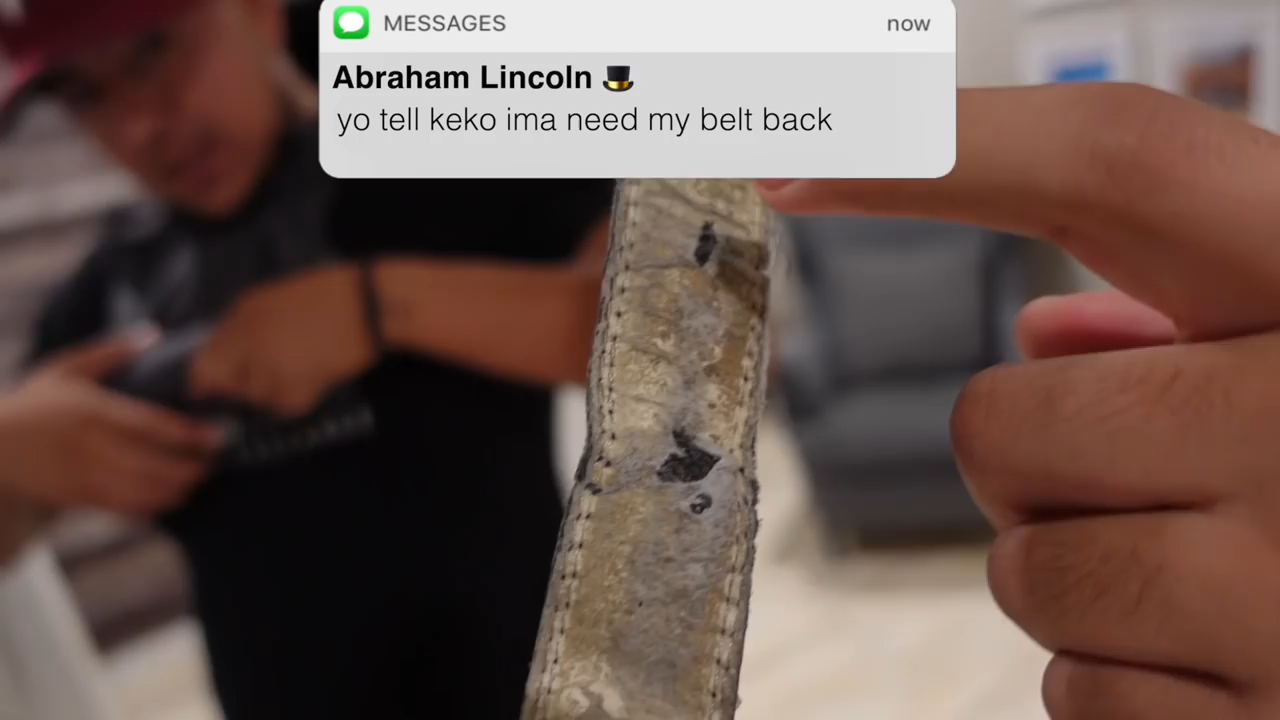 MESSAGES now
Abraham Lincoln 🎩
yo tell keko ima need my belt back